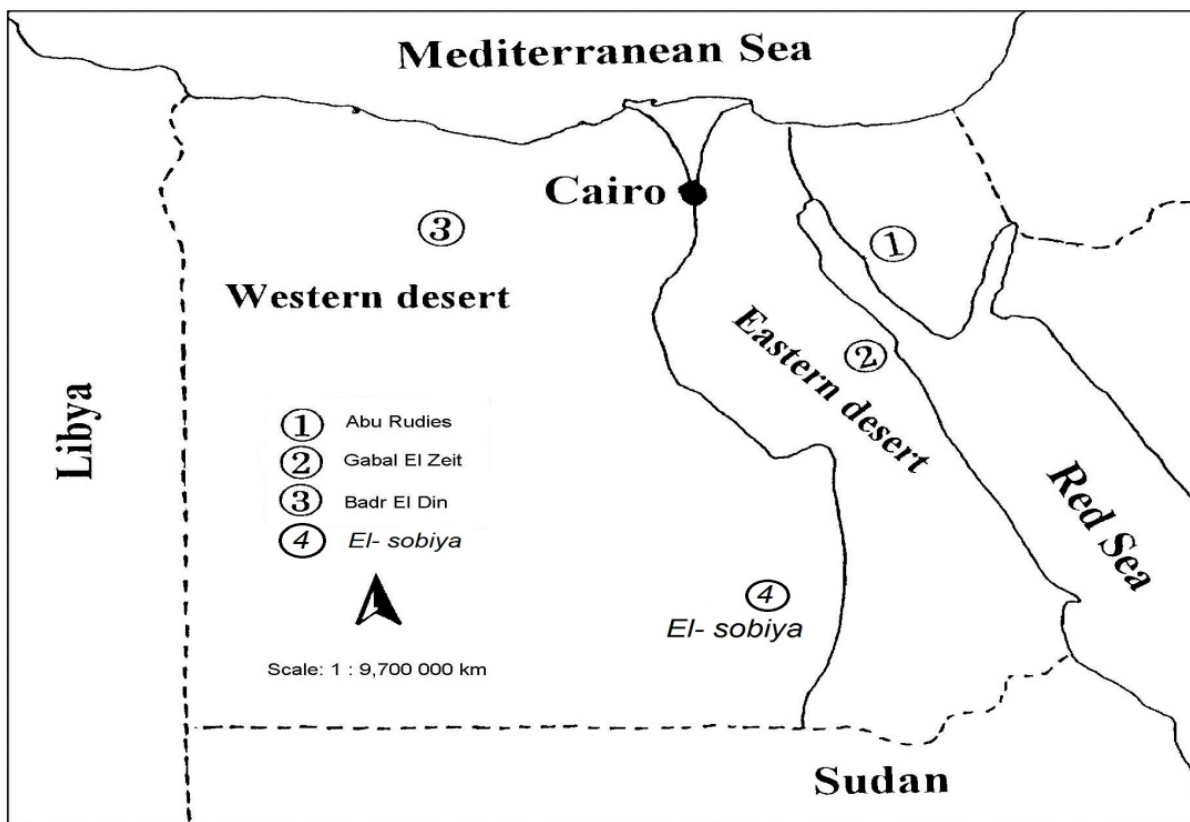 Mediterranean Sea
Cairo
③
①
Western desert
②
Eastern desert
Libya
① Abu Rudies
② Gabal El Zeit
③ Badr El Din
④ El- sobiya
Red Sea
④
El- sobiya
Scale: 1 : 9,700 000 km
Sudan